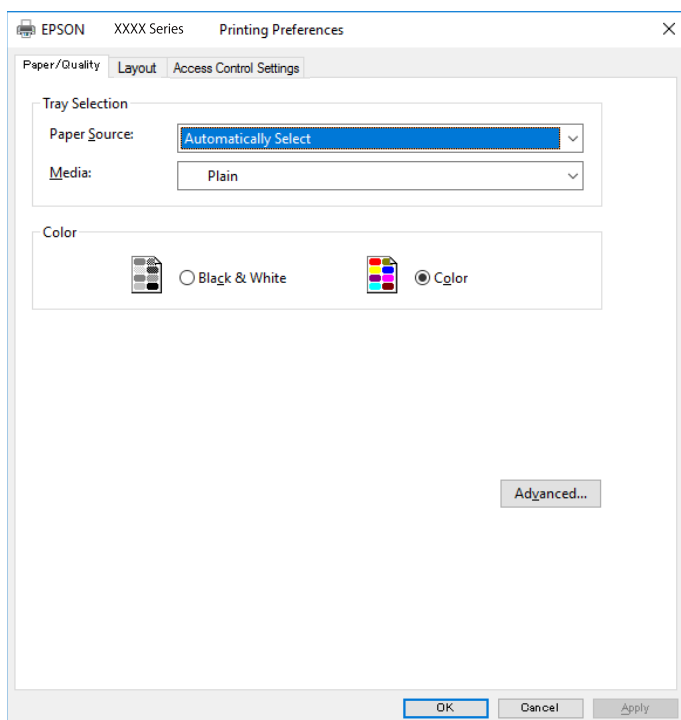 EPSON XXXX Series Printing Preferences
Paper/Quality Layout Access Control Settings
Tray Selection
Paper Source: Automatically Select
Media: Plain
Color
Black & White Color
Advanced...
OK Cancel Apply